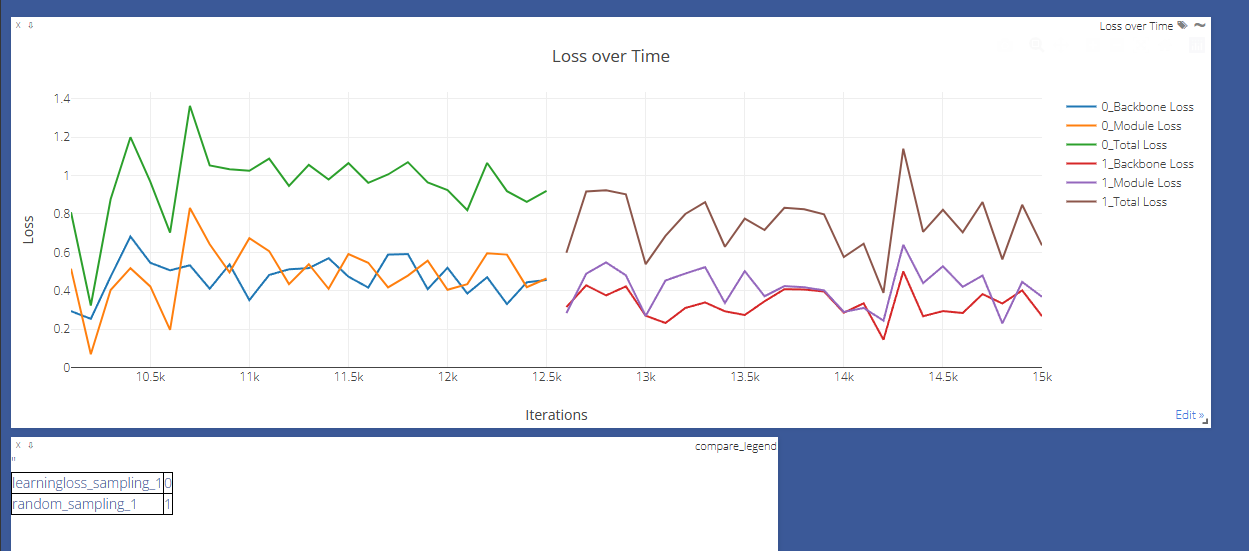 X ⇩ Loss over Time
Loss over Time
Loss
1.4
1.2
1
0.8
0.6
0.4
0.2
0
10.5k 11k 11.5k 12k 12.5k 13k 13.5k 14k 14.5k 15k
Iterations
0_Backbone Loss
0_Module Loss
0_Total Loss
1_Backbone Loss
1_Module Loss
1_Total Loss
Edit »
X ⇩ compare_legend
"
learningloss_sampling_1 0
random_sampling_1 1